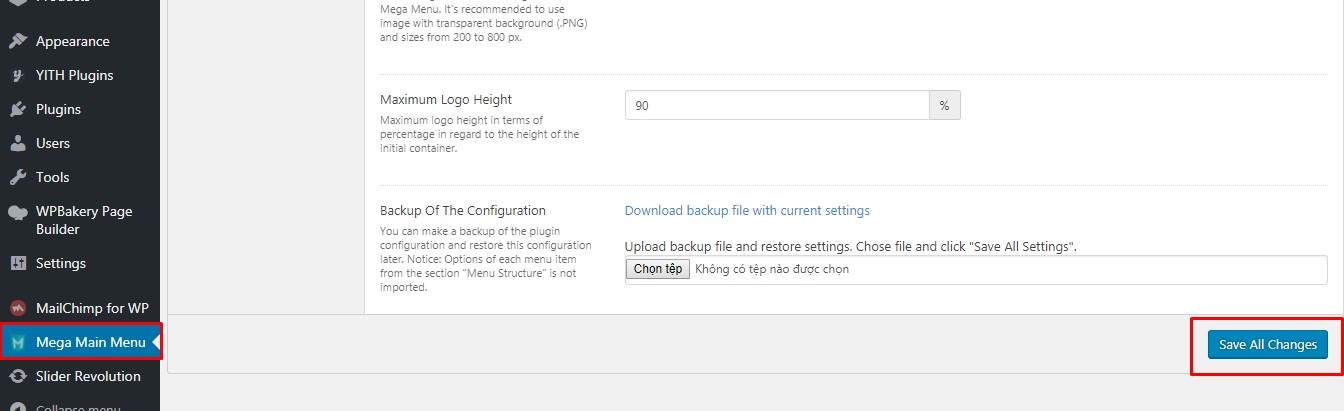 Products
Appearance
YITH Plugins
Plugins
Users
Tools
WPBakery Page
Builder
Settings
MailChimp for WP
Mega Main Menu
Slider Revolution
Collapse menu
Mega Menu. It's recommended to use
image with transparent background (.PNG)
and sizes from 200 to 800 px.
Maximum Logo Height
Maximum logo height in terms of
percentage in regard to the height of the
initial container.
90
%
Backup Of The Configuration
You can make a backup of the plugin
configuration and restore this configuration
later. Notice: Options of each menu item
from the section "Menu Structure" is not
imported.
Download backup file with current settings
Upload backup file and restore settings. Chose file and click "Save All Settings".
Chọn tệp Không có tệp nào được chọn
Save All Changes